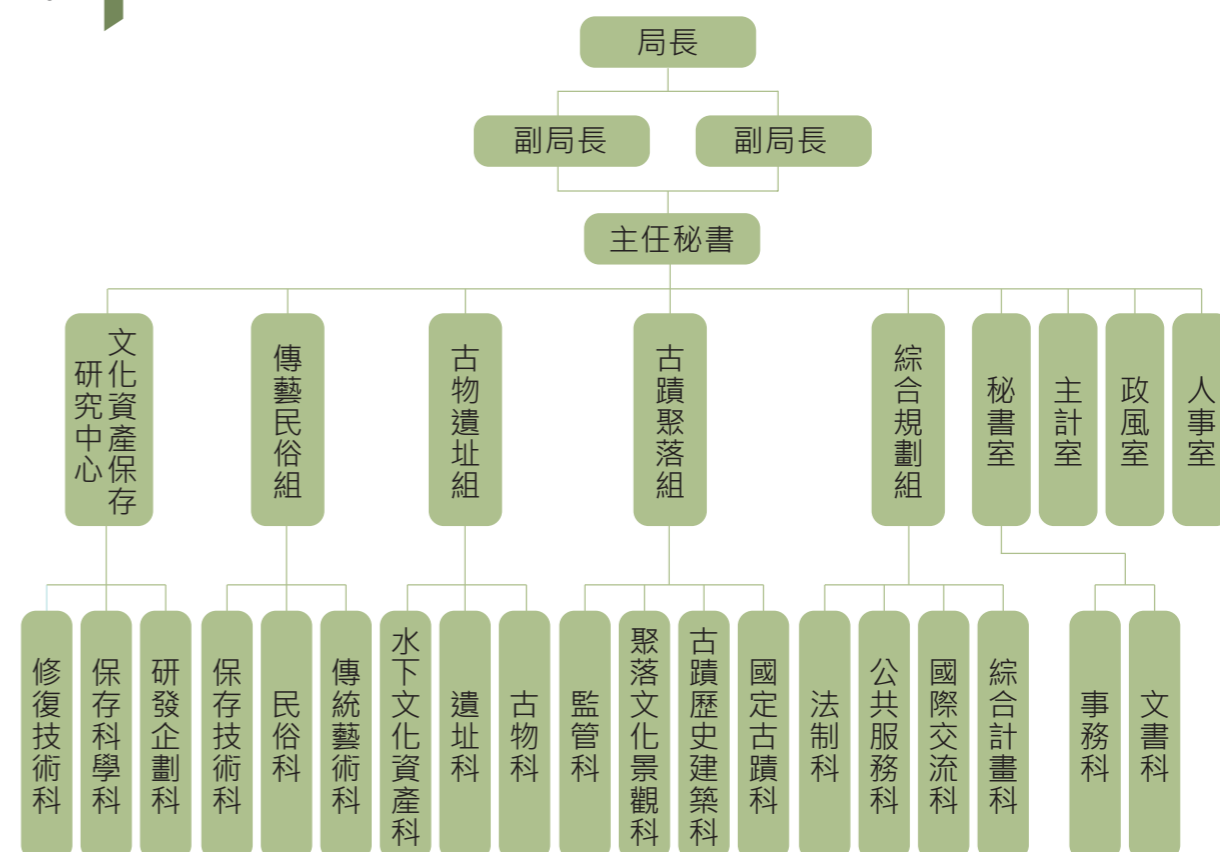 局長
副局長
副局長
主任秘書
文化資產保存
研究中心
傳藝民俗組
古物遺址組
古蹟聚落組
綜合規劃組
秘書室
主計室
政風室
人事室
修復技術科
保存科學科
研發企劃科
保存技術科
民俗科
傳統藝術科
水下文化資產科
遺址科
古物科
監管科
聚落文化景觀科
古蹟歷史建築科
國定古蹟科
法制科
公共服務科
國際交流科
綜合計畫科
事務科
文書科